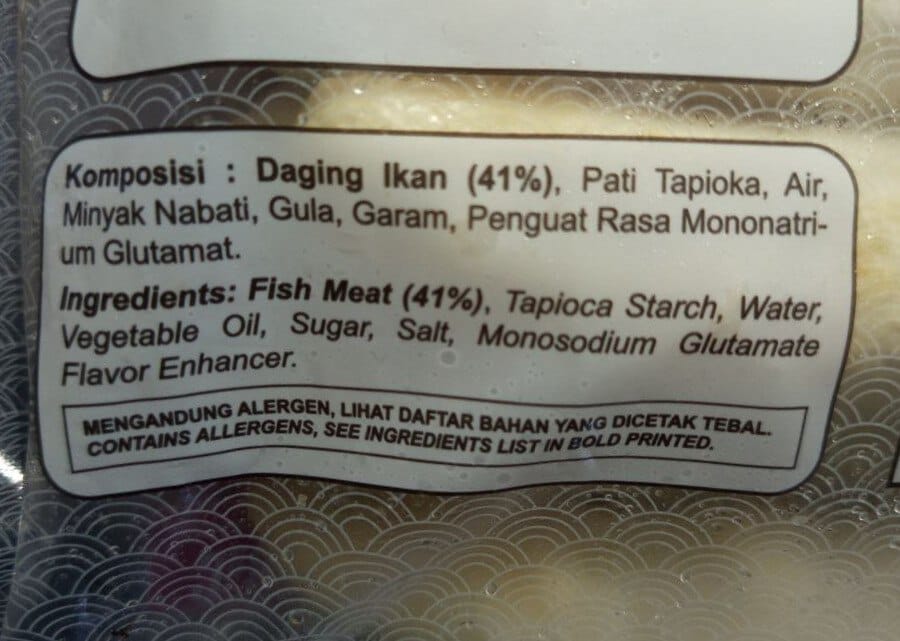 Komposisi : Daging Ikan (41%), Pati Tapioka, Air,
Minyak Nabati, Gula, Garam, Penguat Rasa Mononatri-
um Glutamat.
Ingredients: Fish Meat (41%), Tapioca Starch, Water,
Vegetable Oil, Sugar, Salt, Monosodium Glutamate
Flavor Enhancer.
MENGANDUNG ALERGEN, LIHAT DAFTAR BAHAN YANG DICETAK TEBAL.
CONTAINS ALLERGENS, SEE INGREDIENTS LIST IN BOLD PRINTED.